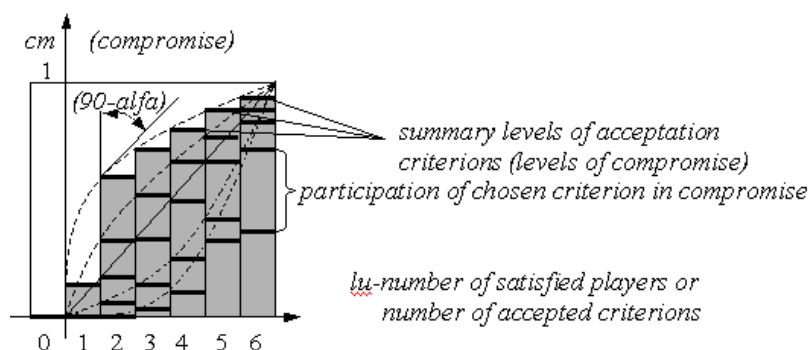 cm (compromise)
1
(90-alfa)
summary levels of acceptation
criterions (levels of compromise)
participation of chosen criterion in compromise
lu-number of satisfied players or
number of accepted criterions
0 1 2 3 4 5 6